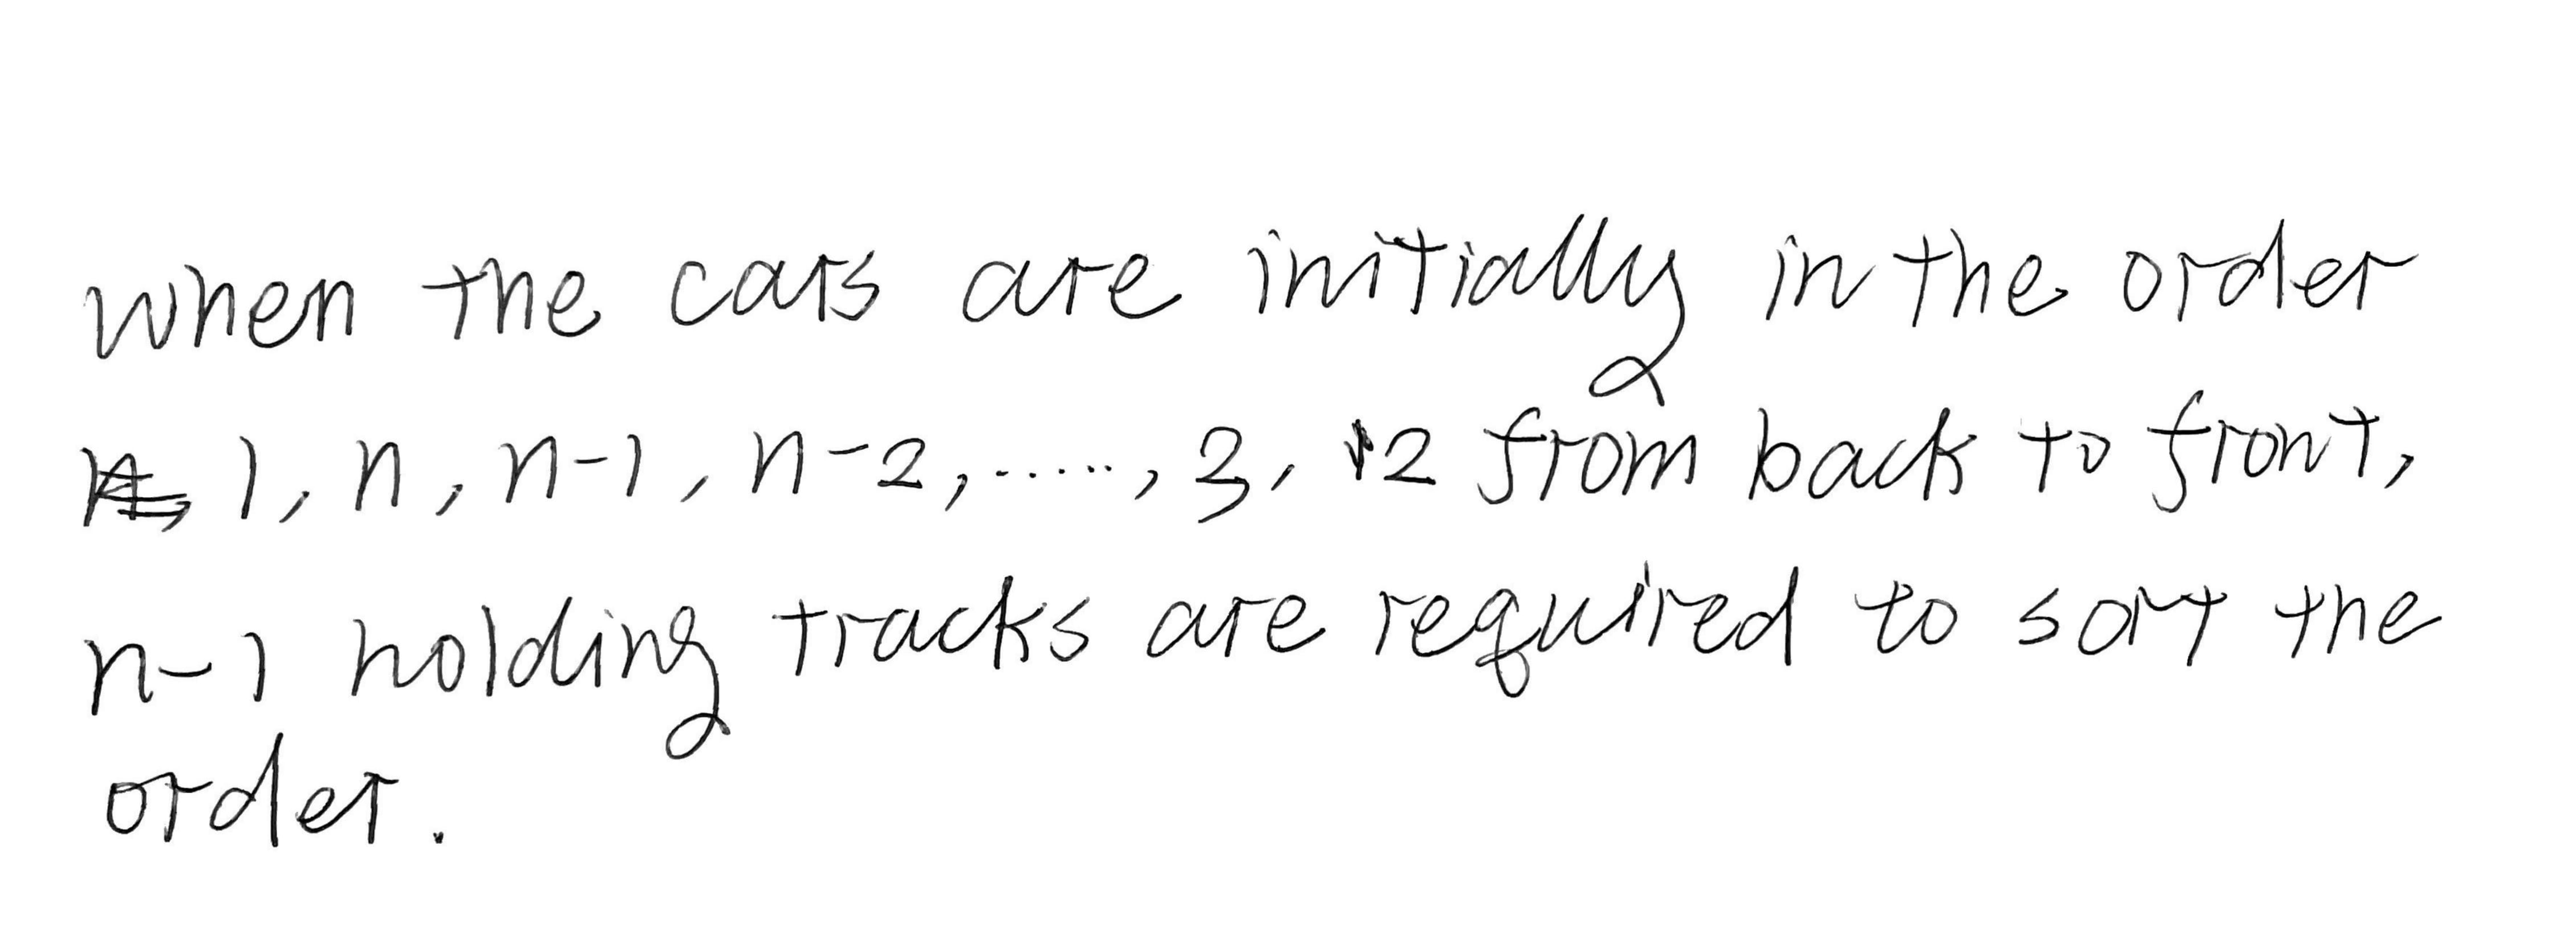 when the cars are initially in the order
1, n, n-1, n-2, ......, 3, 2 from back to front,
n-1 holding tracks are required to sort the
order.